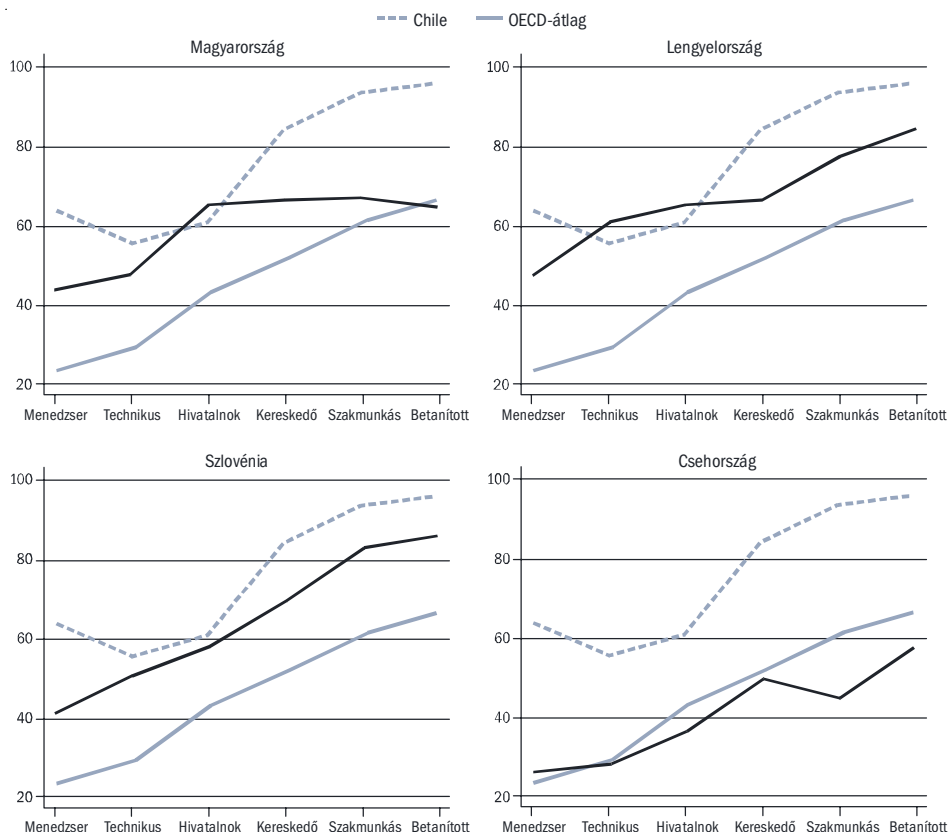 Chile OECD-átlag
Magyarország
100
80
60
40
20
Menedzser Technikus Hivatalnok Kereskedő Szakmunkás Betanított
Lengyelország
100
80
60
40
20
Menedzser Technikus Hivatalnok Kereskedő Szakmunkás Betanított
Szlovénia
100
80
60
40
20
Menedzser Technikus Hivatalnok Kereskedő Szakmunkás Betanított
Csehország
100
80
60
40
20
Menedzser Technikus Hivatalnok Kereskedő Szakmunkás Betanított